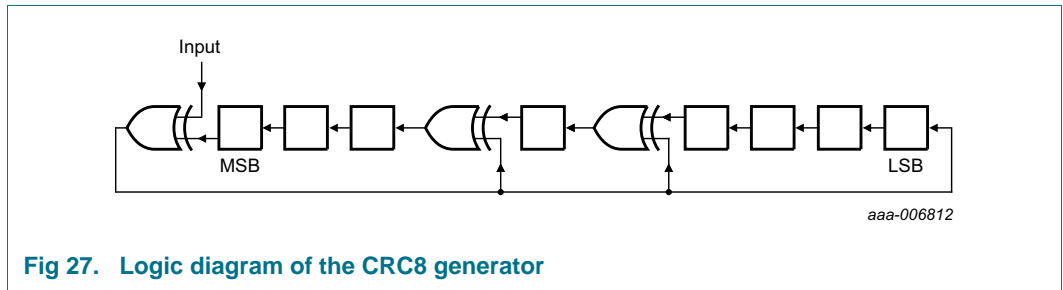 Input
MSB
LSB
aaa-006812
Fig 27. Logic diagram of the CRC8 generator